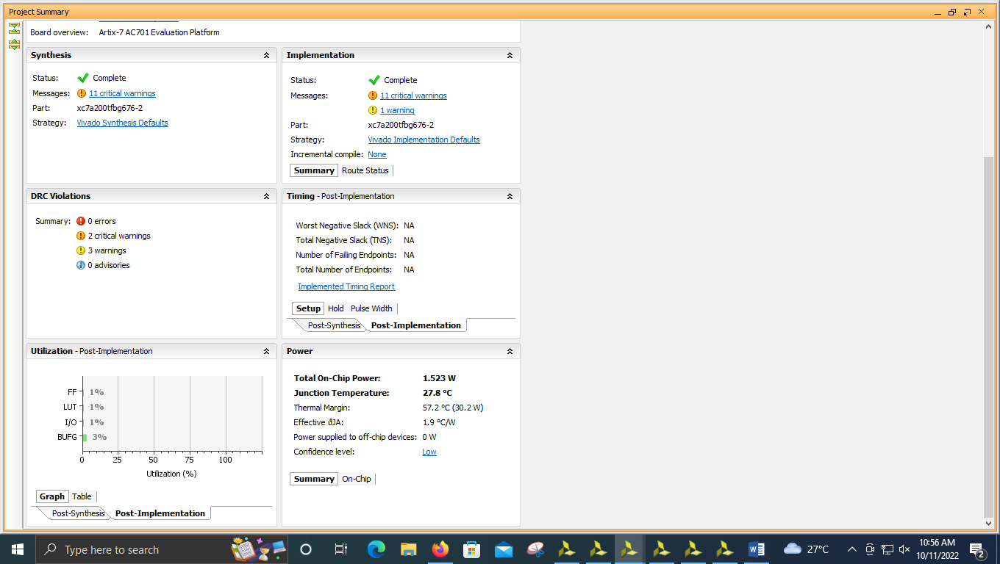 Project Summary
Board overview: Artix-7 AC701 Evaluation Platform
Synthesis
Status: Complete
Messages: 11 critical warnings
Part: xc7a200tfbg676-2
Strategy: Vivado Synthesis Defaults
Implementation
Status: Complete
Messages: 11 critical warnings
1 warning
Part: xc7a200tfbg676-2
Strategy: Vivado Implementation Defaults
Incremental compile: None
Summary Route Status
DRC Violations
Summary: 0 errors
2 critical warnings
3 warnings
0 advisories
Timing - Post-Implementation
Worst Negative Slack (WNS): NA
Total Negative Slack (TNS): NA
Number of Failing Endpoints: NA
Total Number of Endpoints: NA
Implemented Timing Report
Setup Hold Pulse Width
Post-Synthesis Post-Implementation
Utilization - Post-Implementation
FF 1%
LUT 1%
I/O 1%
BUFG 3%
0 25 50 75 100
Utilization (%)
Graph Table
Post-Synthesis Post-Implementation
Power
Total On-Chip Power: 1.523 W
Junction Temperature: 27.8 °C
Thermal Margin: 57.2 °C (30.2 W)
Effective ϑJA: 1.9 °C/W
Power supplied to off-chip devices: 0 W
Confidence level: Low
Summary On-Chip
Type here to search
27°C
10:56 AM
10/11/2022
2